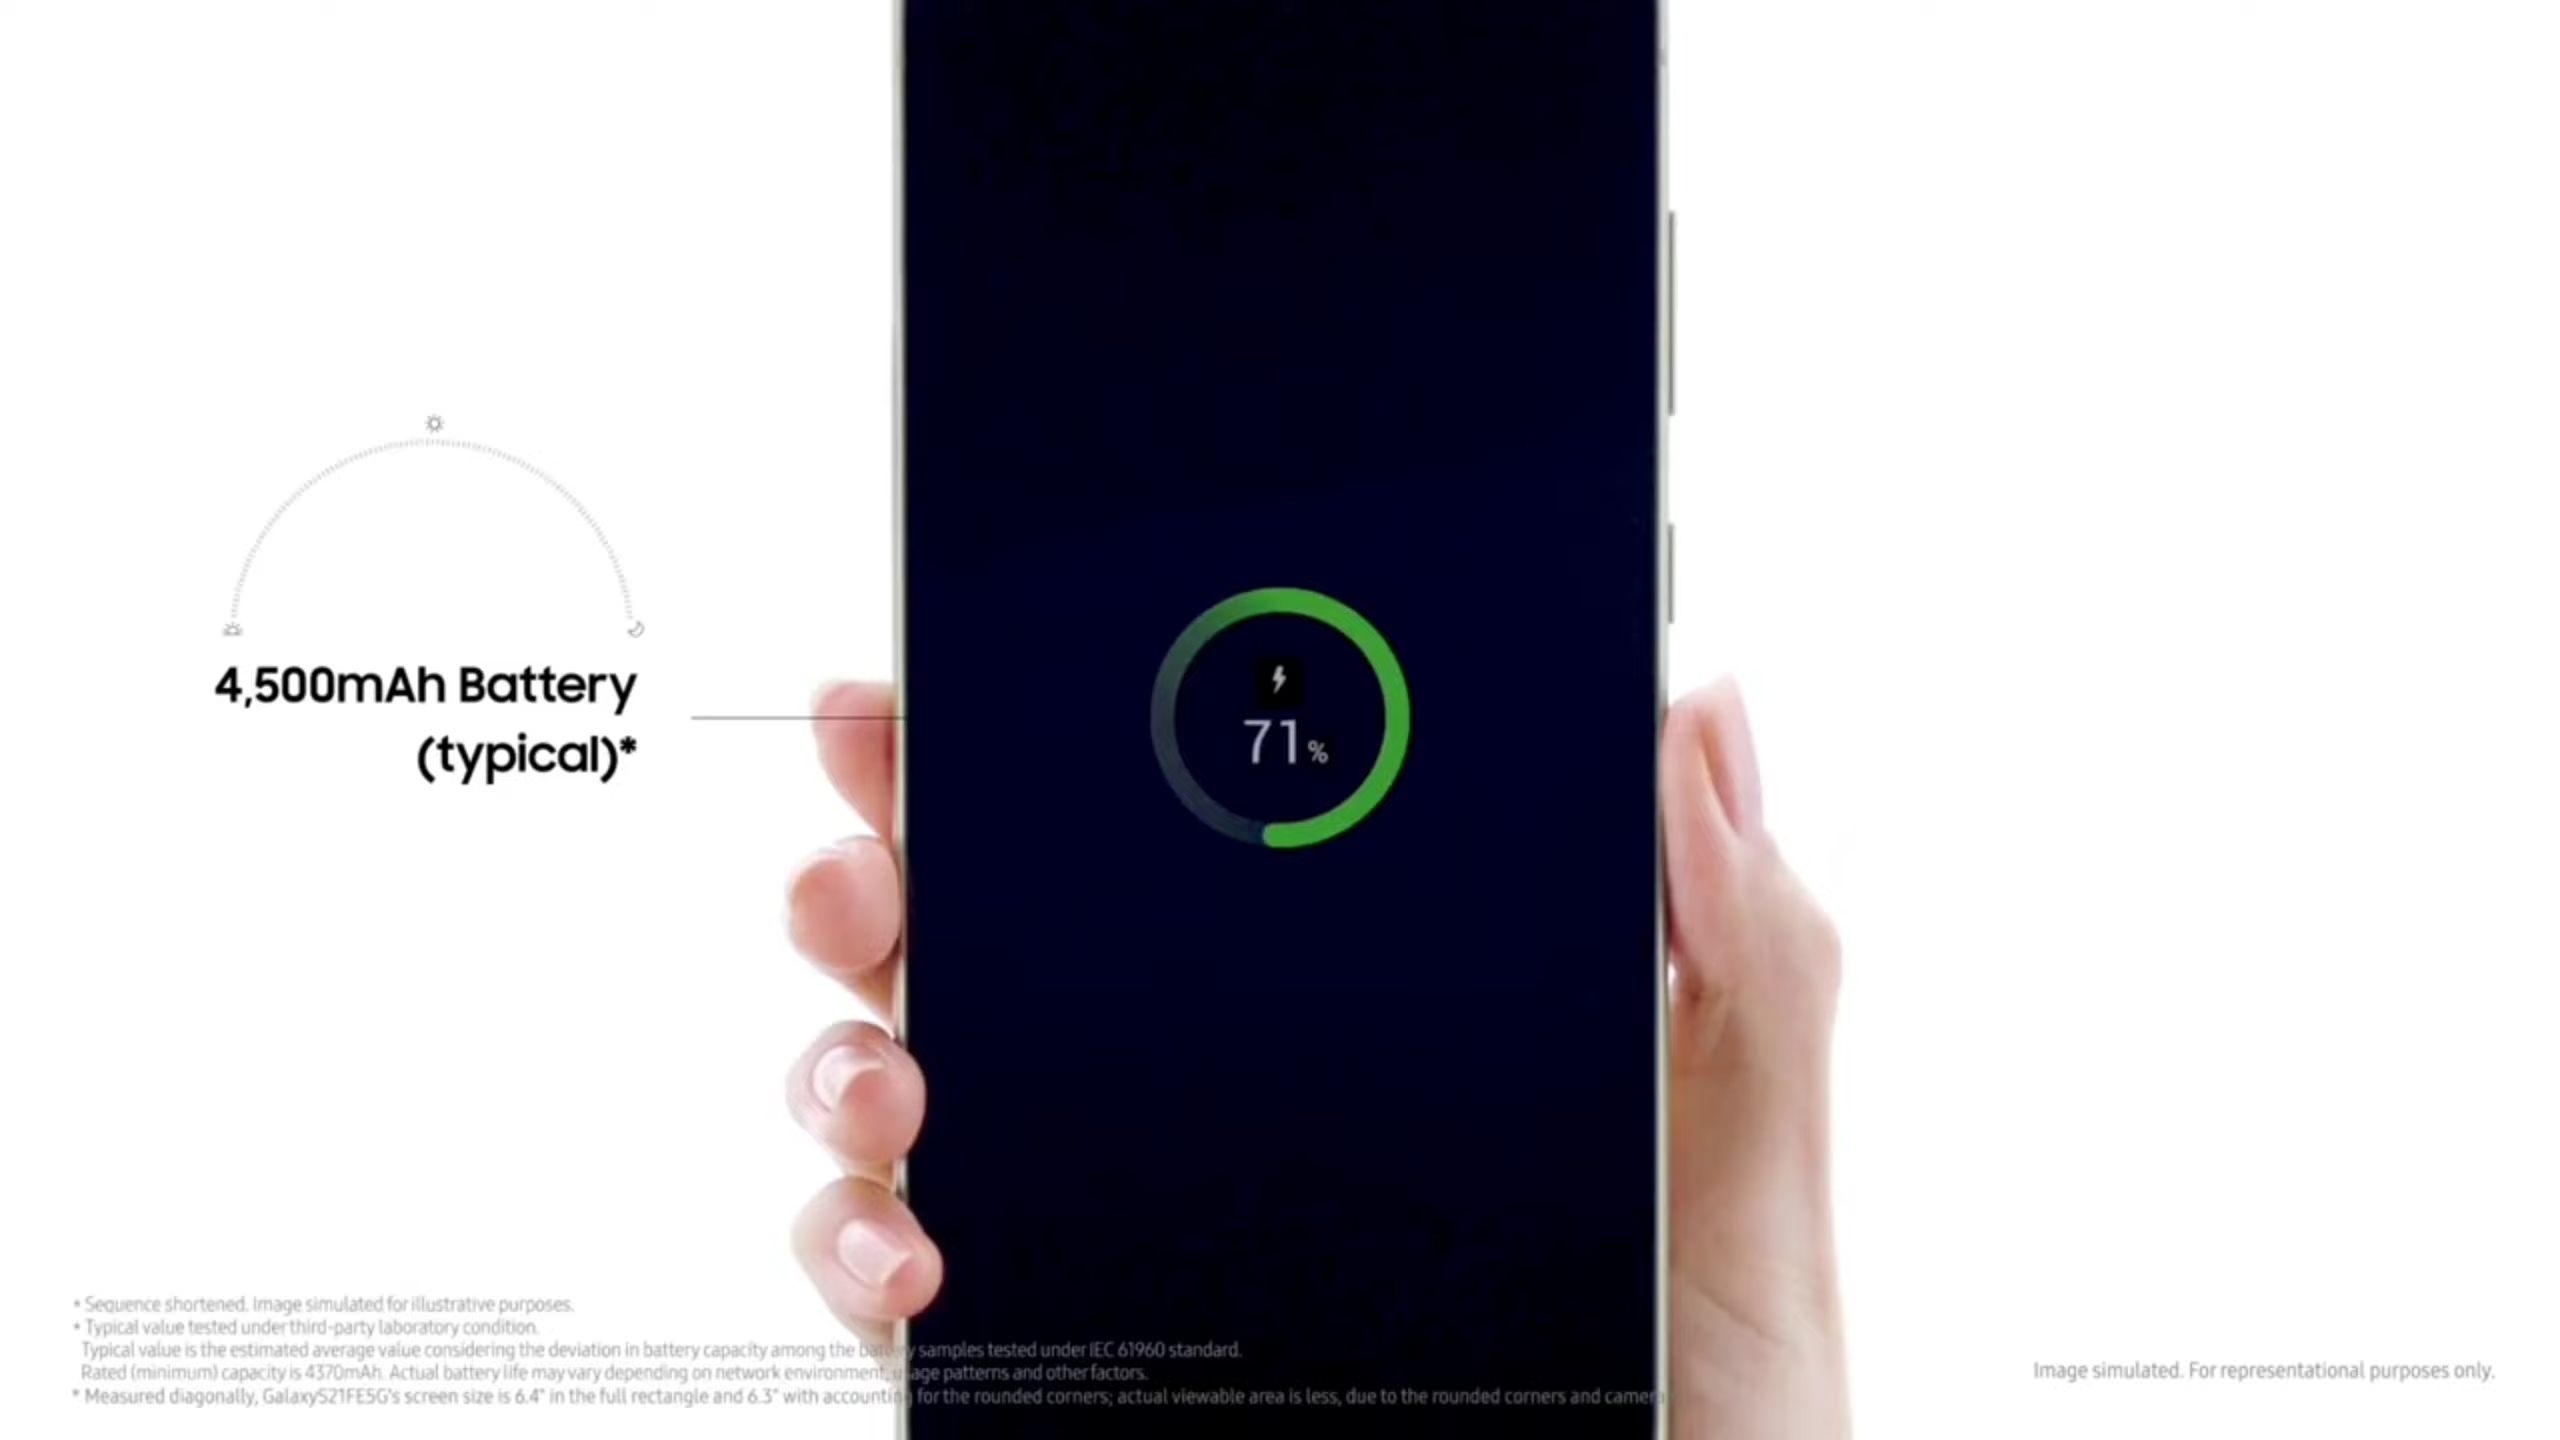 4,500mAh Battery
(typical)*
71%
* Sequence shortened. Image simulated for illustrative purposes.
* Typical value tested under third-party laboratory condition.
Typical value is the estimated average value considering the deviation in battery capacity among the battery samples tested under IEC 61960 standard.
Rated (minimum) capacity is 4370mAh. Actual battery life may vary depending on network environment, usage patterns and other factors.
* Measured diagonally, GalaxyS21FE5G's screen size is 6.4" in the full rectangle and 6.3" with accounting for the rounded corners; actual viewable area is less, due to the rounded corners and camera
Image simulated. For representational purposes only.